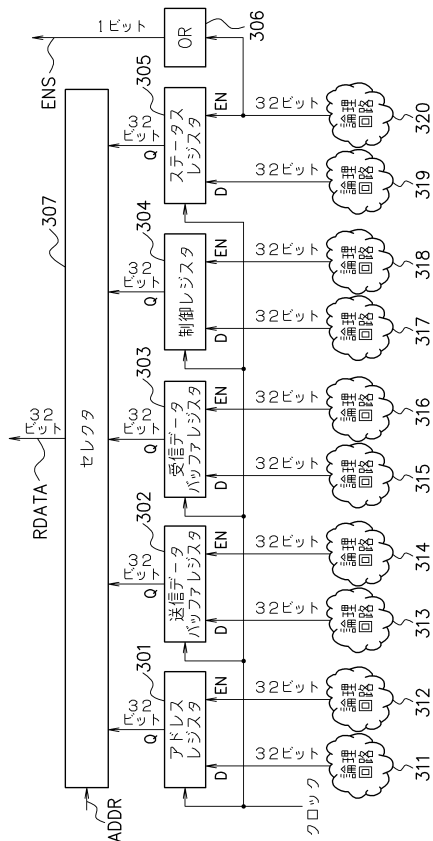 RDATA
32
ビット
ADDR
セレクタ
307
ENS
1ビット
32
ビット
Q
32
ビット
Q
32
ビット
Q
32
ビット
Q
32
ビット
Q
301
アドレス
レジスタ
302
送信データ
バッファレジスタ
303
受信データ
バッファレジスタ
304
制御レジスタ
305
ステータス
レジスタ
306
OR
D
EN
D
EN
D
EN
D
EN
D
EN
32ビット
32ビット
32ビット
32ビット
32ビット
32ビット
32ビット
32ビット
32ビット
32ビット
クロック
論理
回路
論理
回路
論理
回路
論理
回路
論理
回路
論理
回路
論理
回路
論理
回路
論理
回路
論理
回路
311
312
313
314
315
316
317
318
319
320